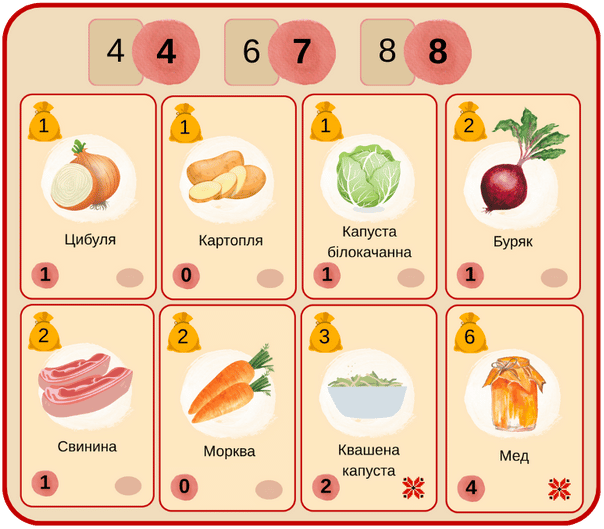 4 4 6 7 8 8
1 1 1 2
Цибуля Картопля Капуста Буряк
білокачанна
1 0 1 1
2 2 3 6
Свинина Морква Квашена Мед
капуста
1 0 2 4